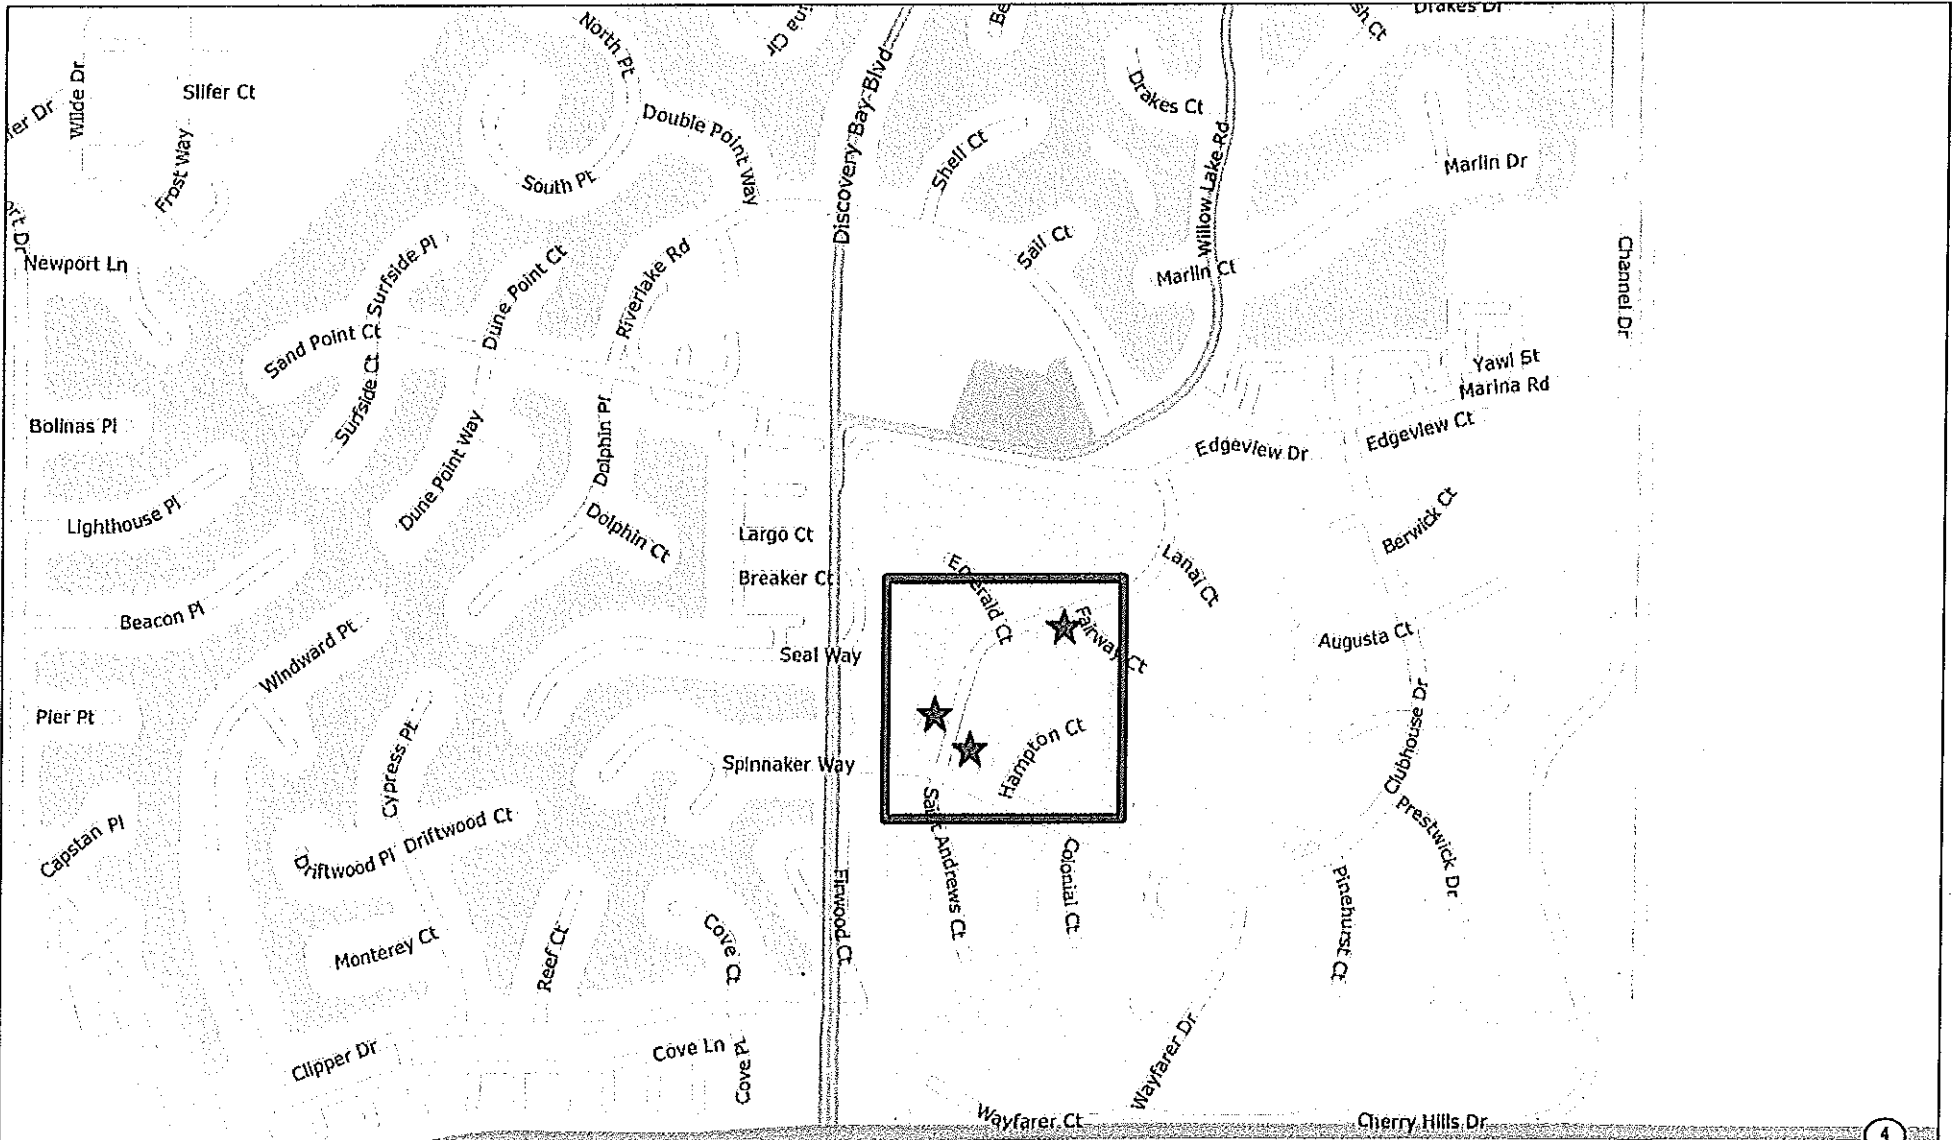 North Pt
Drakes Dr
Wilde Dr
Slifer Ct
Frost Way
Double Point Way
South Pt
Discovery Bay Blvd
Shell Ct
Drakes Ct
Willow Lake Rd
Marlin Dr
Newport Ln
Surfside Pl
Dune Point Ct
Riverlake Rd
Sail Ct
Marlin Ct
Channel Dr
Sand Point Ct
Surfside Ct
Yawl St
Marina Rd
Bolinas Pl
Dune Point Way
Dolphin Pl
Edgeview Dr
Edgeview Ct
Lighthouse Pl
Dolphin Ct
Largo Ct
Berwick Ct
Breaker Ct
Emerald Ct
Lanai Ct
Beacon Pl
Windward Pt
Seal Way
Fairway Ct
Augusta Ct
Pier Pt
Cypress Pt
Spinnaker Way
Hampton Ct
Clubhouse Dr
Capstan Pl
Driftwood Pl
Driftwood Ct
Saint Andrews Ct
Colonial Ct
Prestwick Dr
Pinehurst Ct
Monterey Ct
Reef Ct
Cove Ct
Firwood Ct
Clipper Dr
Cove Ln
Cove Pl
Wayfarer Dr
Wayfarer Ct
Cherry Hills Dr
4